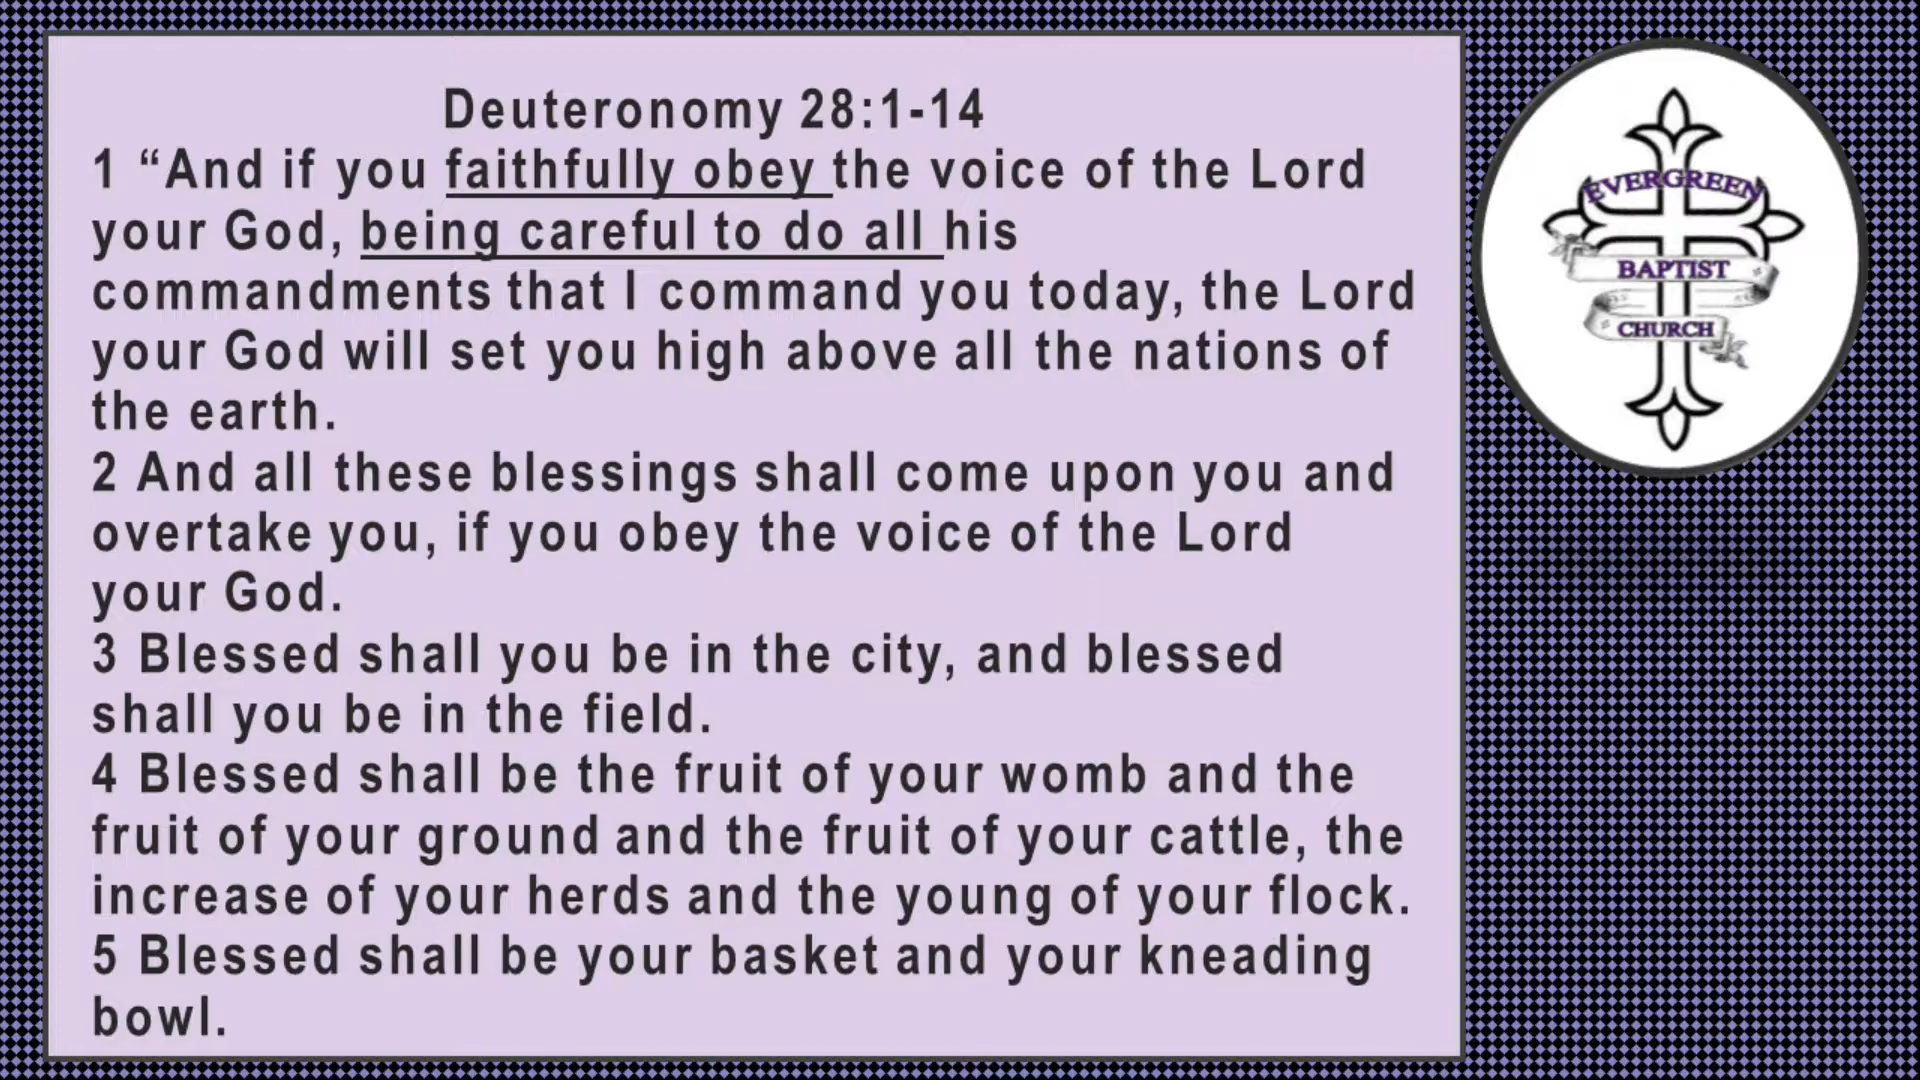 Deuteronomy 28:1-14
1 “And if you faithfully obey the voice of the Lord
your God, being careful to do all his
commandments that I command you today, the Lord
your God will set you high above all the nations of
the earth.
2 And all these blessings shall come upon you and
overtake you, if you obey the voice of the Lord
your God.
3 Blessed shall you be in the city, and blessed
shall you be in the field.
4 Blessed shall be the fruit of your womb and the
fruit of your ground and the fruit of your cattle, the
increase of your herds and the young of your flock.
5 Blessed shall be your basket and your kneading
bowl.
EVERGREEN
BAPTIST
CHURCH